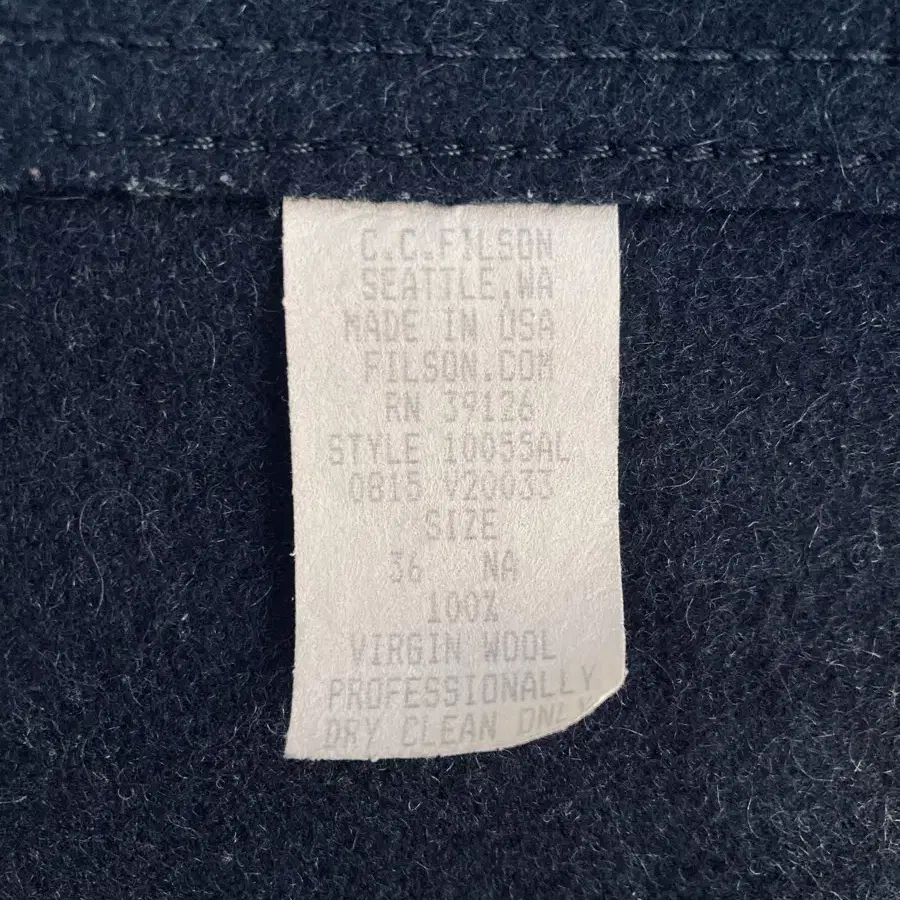 C.C.FILSON
SEATTLE,WA
MADE IN USA
FILSON.COM
RN 39126
STYLE 10055AL
0815 V20033
SIZE
36 NA
100%
VIRGIN WOOL
PROFESSIONALLY
DRY CLEAN ONLY